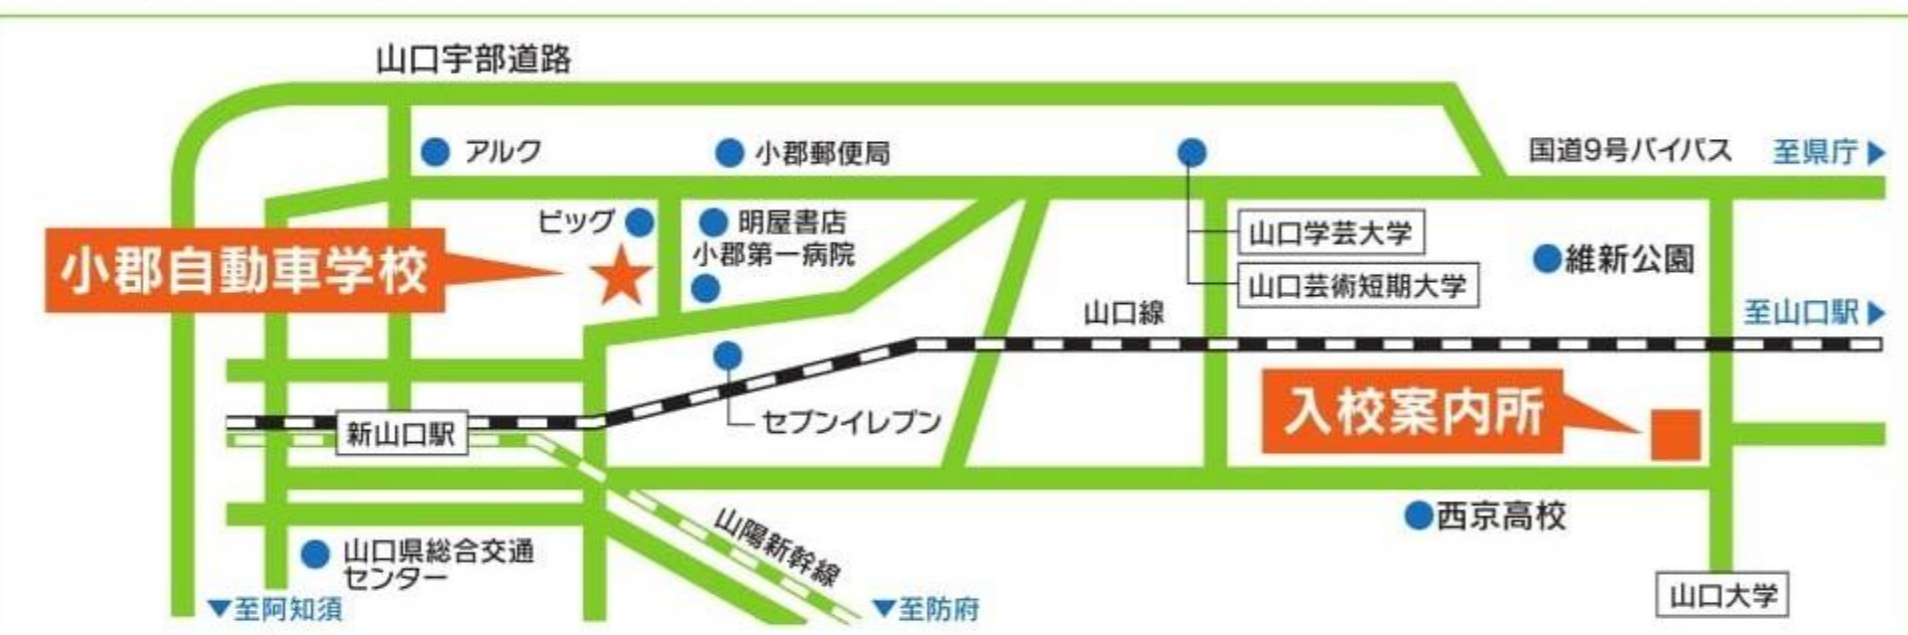 山口宇部道路
アルク
小郡郵便局
国道9号バイパス
至県庁▶
ビッグ
明屋書店
小郡第一病院
小郡自動車学校
山口学芸大学
山口芸術短期大学
維新公園
山口線
至山口駅▶
入校案内所
セブンイレブン
新山口駅
西京高校
山陽新幹線
山口県総合交通
センター
▼至阿知須
▼至防府
山口大学